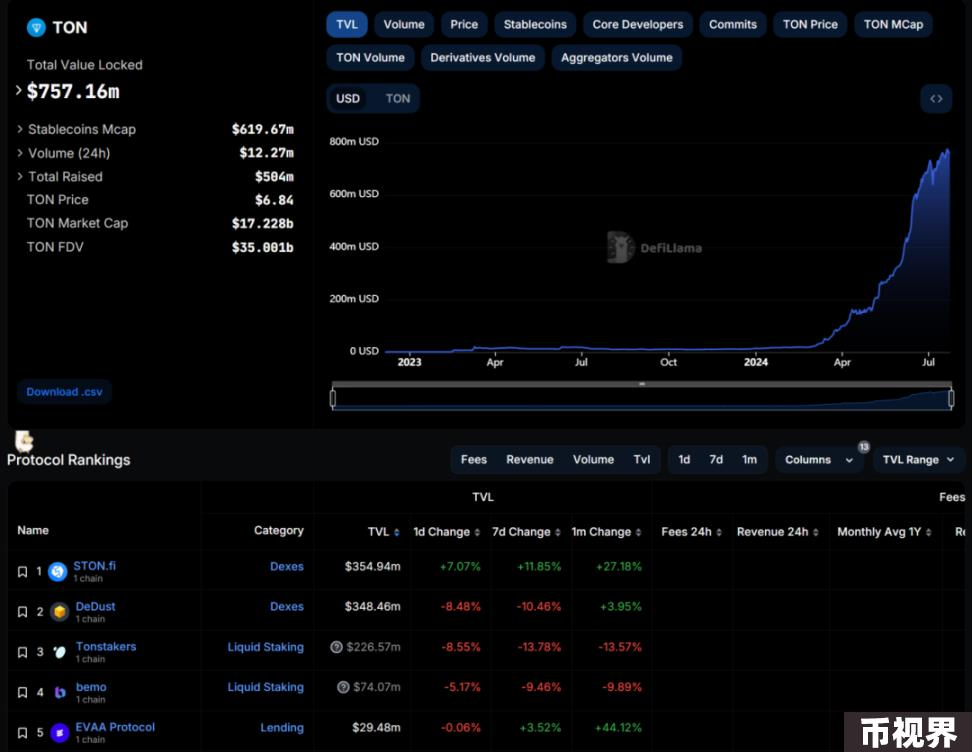 TON
Total Value Locked
$757.16m
Stablecoins Mcap $619.67m
Volume (24h) $12.27m
Total Raised $504m
TON Price $6.84
TON Market Cap $17.228b
TON FDV $35.001b
Download .csv
TVL Volume Price Stablecoins Core Developers Commits TON Price TON MCap
TON Volume Derivatives Volume Aggregators Volume
USD TON
800m USD
600m USD
400m USD
200m USD
0 USD
DefiLlama
2023 Apr Jul Oct 2024 Apr Jul
Protocol Rankings
Fees Revenue Volume Tvl 1d 7d 1m Columns 13 TVL Range
TVL Fees
Name Category TVL 1d Change 7d Change 1m Change Fees 24h Revenue 24h Monthly Avg 1Y Re
1 STON.fi Dexes $354.94m +7.07% +11.85% +27.18%
1 chain
2 DeDust Dexes $348.46m -8.48% -10.46% +3.95%
1 chain
3 Tonstakers Liquid Staking $226.57m -8.55% -13.78% -13.57%
1 chain
4 bemo Liquid Staking $74.07m -5.17% -9.46% -9.89%
1 chain
5 EVAA Protocol Lending $29.48m -0.06% +3.52% +44.12%
1 chain
币视界